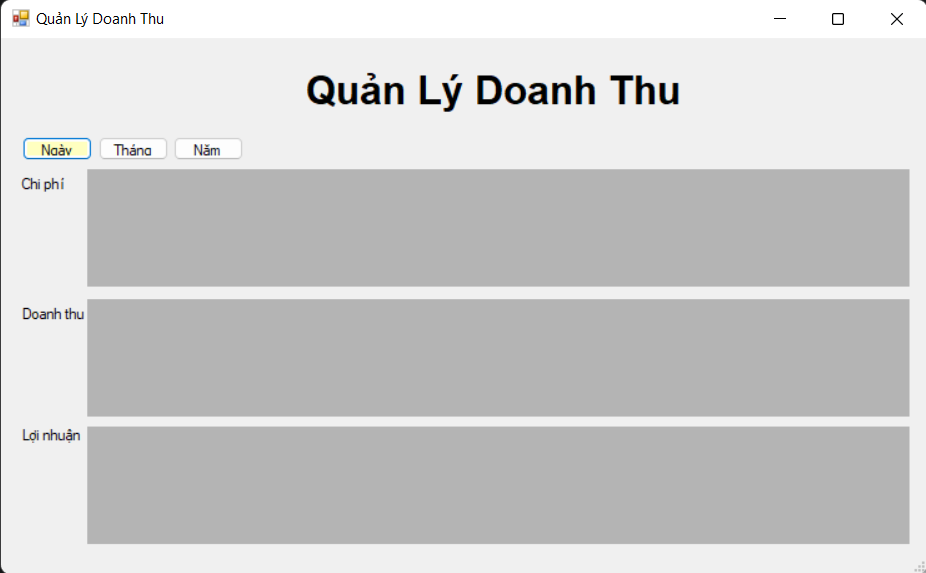 Quản Lý Doanh Thu
Quản Lý Doanh Thu
Ngày Tháng Năm
Chi phí
Doanh thu
Lợi nhuận